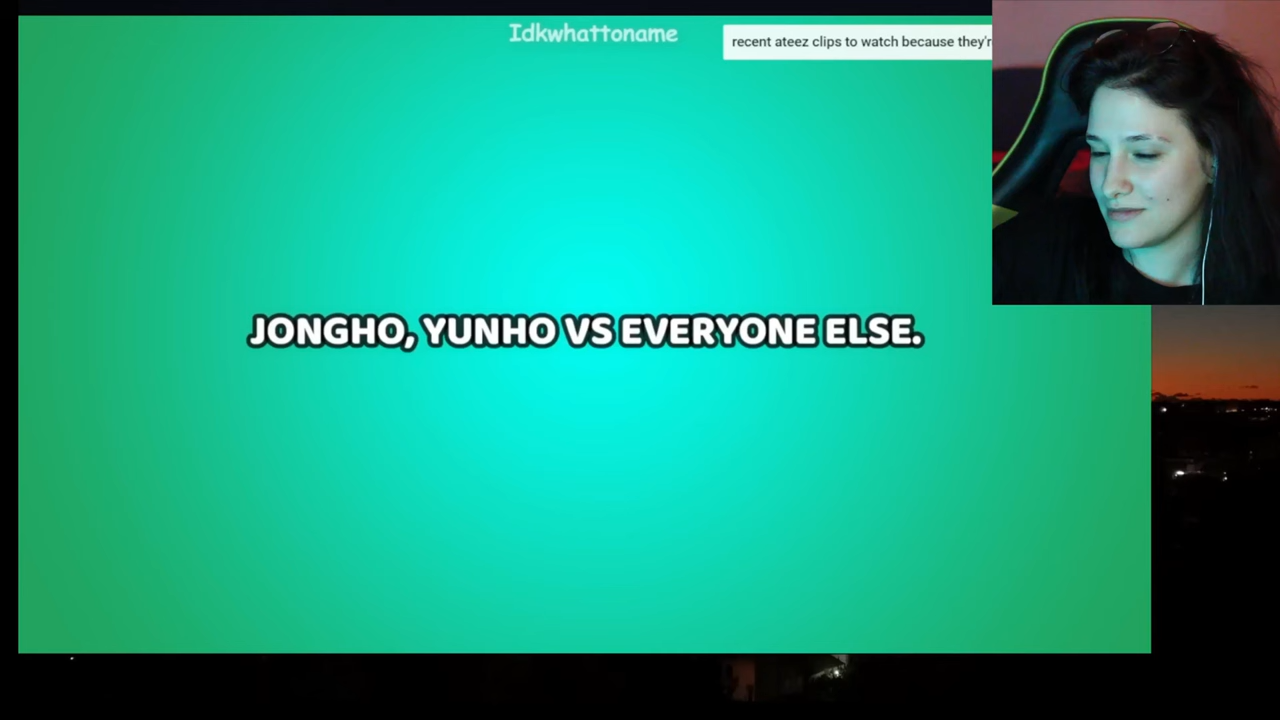 Idkwhattoname
recent ateez clips to watch because they'r
JONGHO, YUNHO VS EVERYONE ELSE.